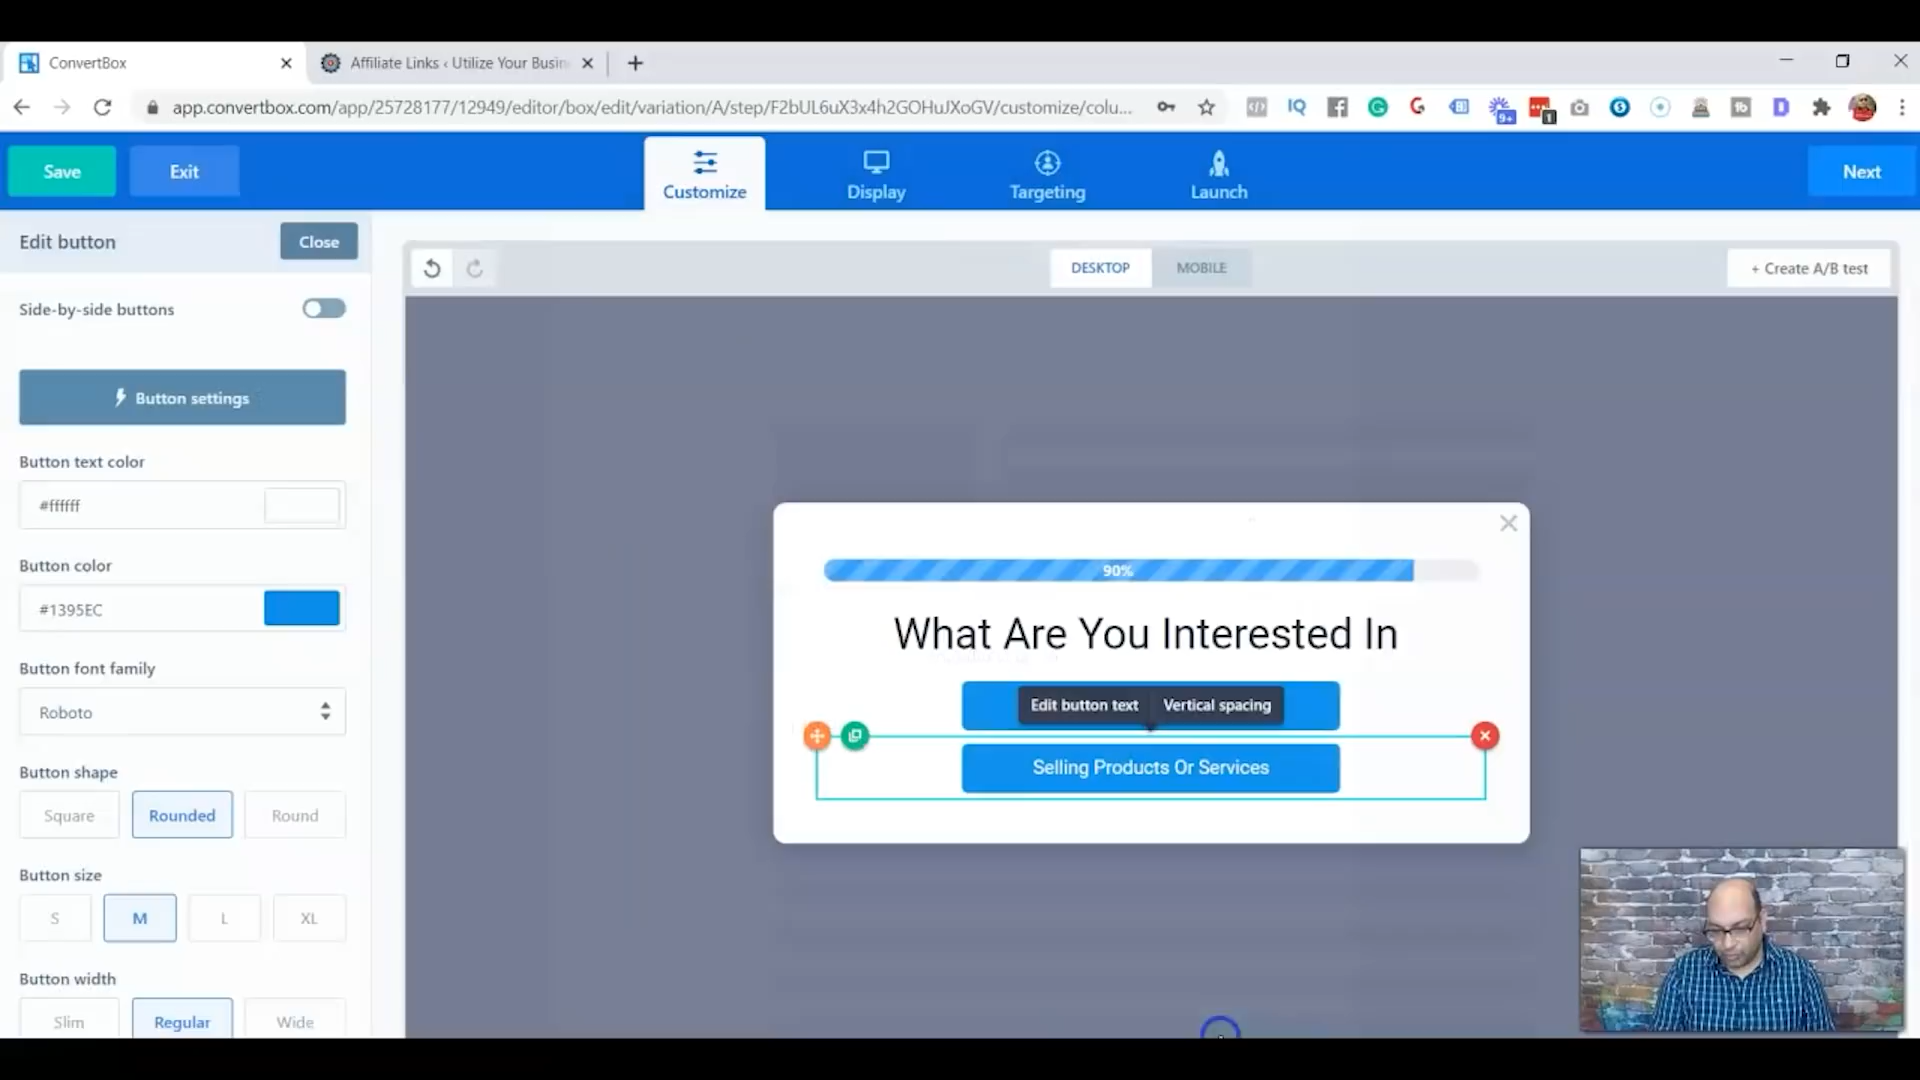 ConvertBox
Affiliate Links ‹ Utilize Your Busin
app.convertbox.com/app/25728177/12949/editor/box/edit/variation/A/step/F2bUL6uX3x4h2GOHuJXoGV/customize/colu...
IQ
9+
1
Save
Exit
Customize
Display
Targeting
Launch
Next
Edit button
Close
DESKTOP
MOBILE
+ Create A/B test
Side-by-side buttons
Button settings
Button text color
#ffffff
Button color
#1395EC
Button font family
Roboto
Button shape
Square
Rounded
Round
Button size
S
M
L
XL
Button width
Slim
Regular
Wide
90%
What Are You Interested In
Edit button text
Vertical spacing
Selling Products Or Services